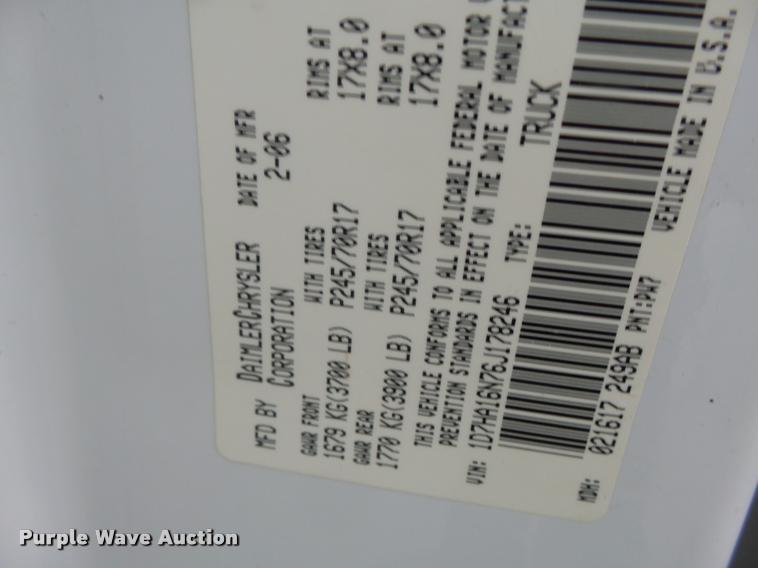 MFD BY DAIMLERCHRYSLER DATE OF MFR
CORPORATION 2-06
GAWR FRONT WITH TIRES RIMS AT
1679 KG(3700 LB) P245/70R17 17X8.0
GAWR REAR WITH TIRES RIMS AT
1770 KG(3900 LB) P245/70R17 17X8.0
THIS VEHICLE CONFORMS TO ALL APPLICABLE FEDERAL MOTOR
PREVENTION STANDARDS IN EFFECT ON THE DATE OF MANUFACT
VIN: 1D7HA16N76J178246 TYPE: TRUCK
MDH: 021617 249AB PNT:PW7 VEHICLE MADE IN U.S.A.
Purple Wave Auction